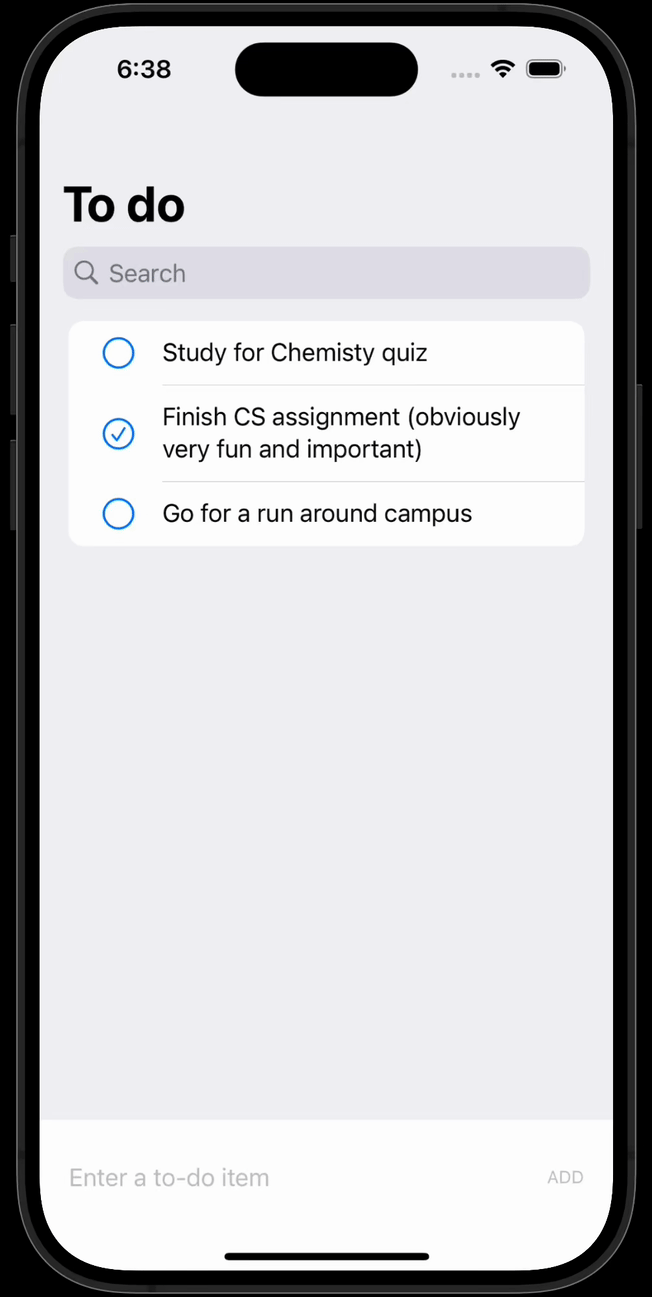 6:38
To do
Search
Study for Chemisty quiz
Finish CS assignment (obviously
very fun and important)
Go for a run around campus
Enter a to-do item
ADD